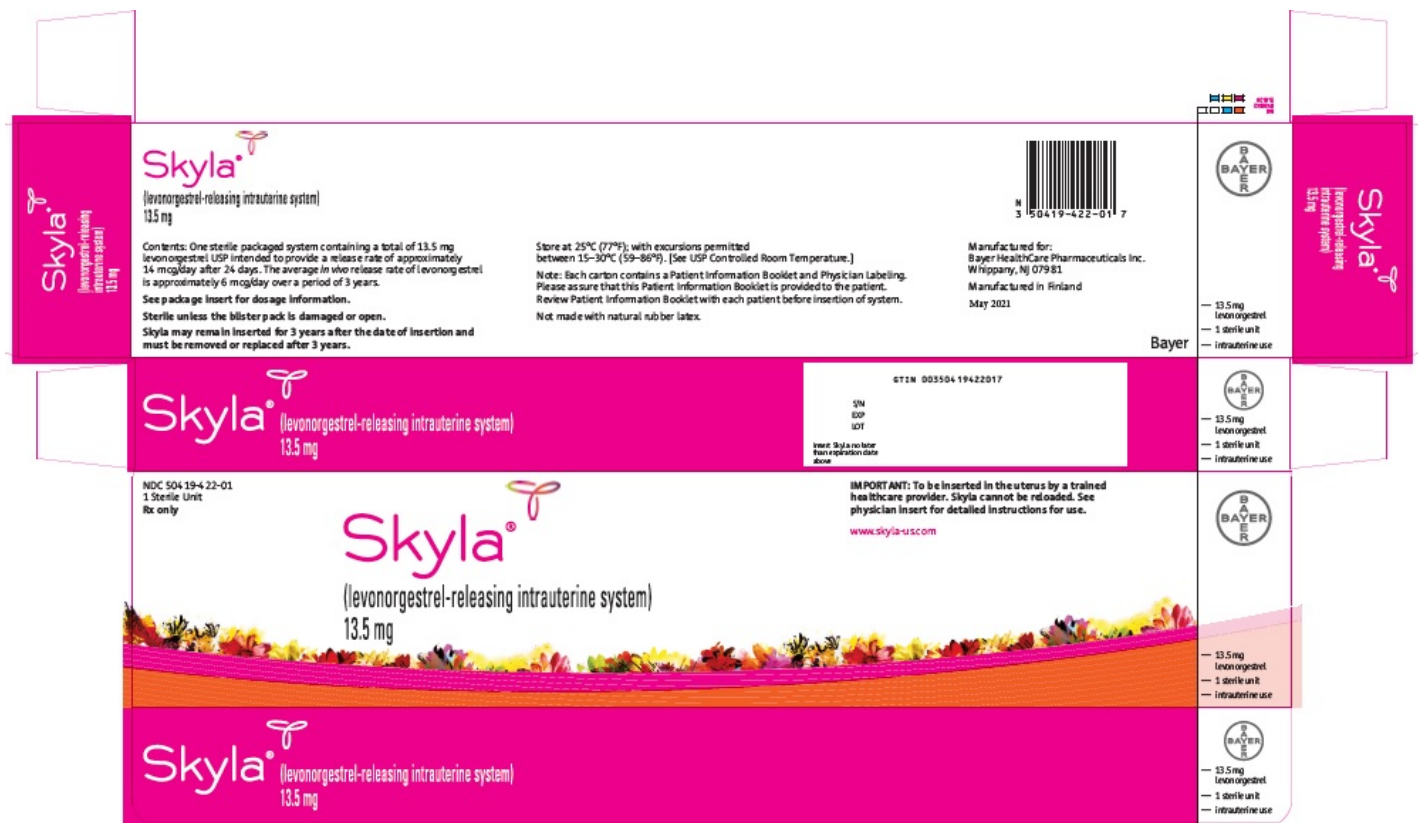 Skyla®
(levonorgestrel-releasing intrauterine system)
13.5 mg
Contents: One sterile packaged system containing a total of 13.5 mg
levonorgestrel USP intended to provide a release rate of approximately
14 mcg/day after 24 days. The average in vivo release rate of levonorgestrel
is approximately 6 mcg/day over a period of 3 years.
See package insert for dosage information.
Sterile unless the blister pack is damaged or open.
Skyla may remain inserted for 3 years after the date of insertion and
must be removed or replaced after 3 years.
Store at 25°C (77°F); with excursions permitted
between 15–30°C (59–86°F). [See USP Controlled Room Temperature.]
Note: Each carton contains a Patient Information Booklet and Physician Labeling.
Please assure that this Patient Information Booklet is provided to the patient.
Review Patient Information Booklet with each patient before insertion of system.
Not made with natural rubber latex.
N
3 50419-422-01 7
Manufactured for:
Bayer HealthCare Pharmaceuticals Inc.
Whippany, NJ 07981
Manufactured in Finland
May 2021
Bayer
BAYER
BAYER
— 13.5 mg
levonorgestrel
— 1 sterile unit
— intrauterine use
Skyla®
(levonorgestrel-releasing
intrauterine system)
13.5 mg
Skyla®
(levonorgestrel-releasing
intrauterine system)
13.5 mg
Skyla®
(levonorgestrel-releasing intrauterine system)
13.5 mg
GTIN 00350419422017
S/N
EXP
LOT
Insert Skyla no later
than expiration date
above
BAYER
BAYER
— 13.5 mg
levonorgestrel
— 1 sterile unit
— intrauterine use
NDC 50419-422-01
1 Sterile Unit
Rx only
Skyla®
(levonorgestrel-releasing intrauterine system)
13.5 mg
IMPORTANT: To be inserted in the uterus by a trained
healthcare provider. Skyla cannot be reloaded. See
physician insert for detailed instructions for use.
www.skyla-us.com
BAYER
BAYER
— 13.5 mg
levonorgestrel
— 1 sterile unit
— intrauterine use
Skyla®
(levonorgestrel-releasing intrauterine system)
13.5 mg
BAYER
BAYER
— 13.5 mg
levonorgestrel
— 1 sterile unit
— intrauterine use